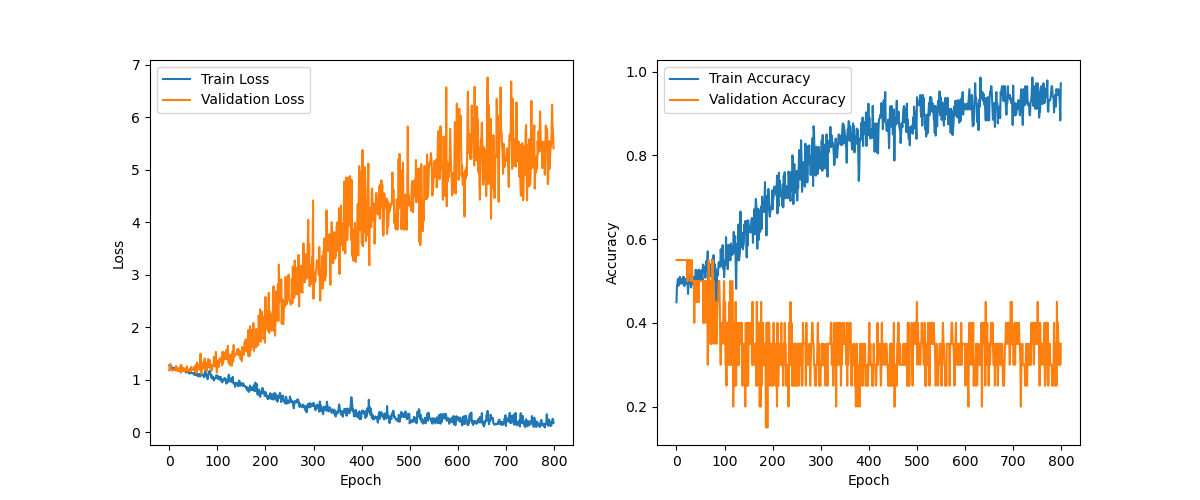 Train Loss
Validation Loss
7
6
5
4
3
2
1
0
Loss
0 100 200 300 400 500 600 700 800
Epoch
Train Accuracy
Validation Accuracy
1.0
0.8
0.6
0.4
0.2
Accuracy
0 100 200 300 400 500 600 700 800
Epoch